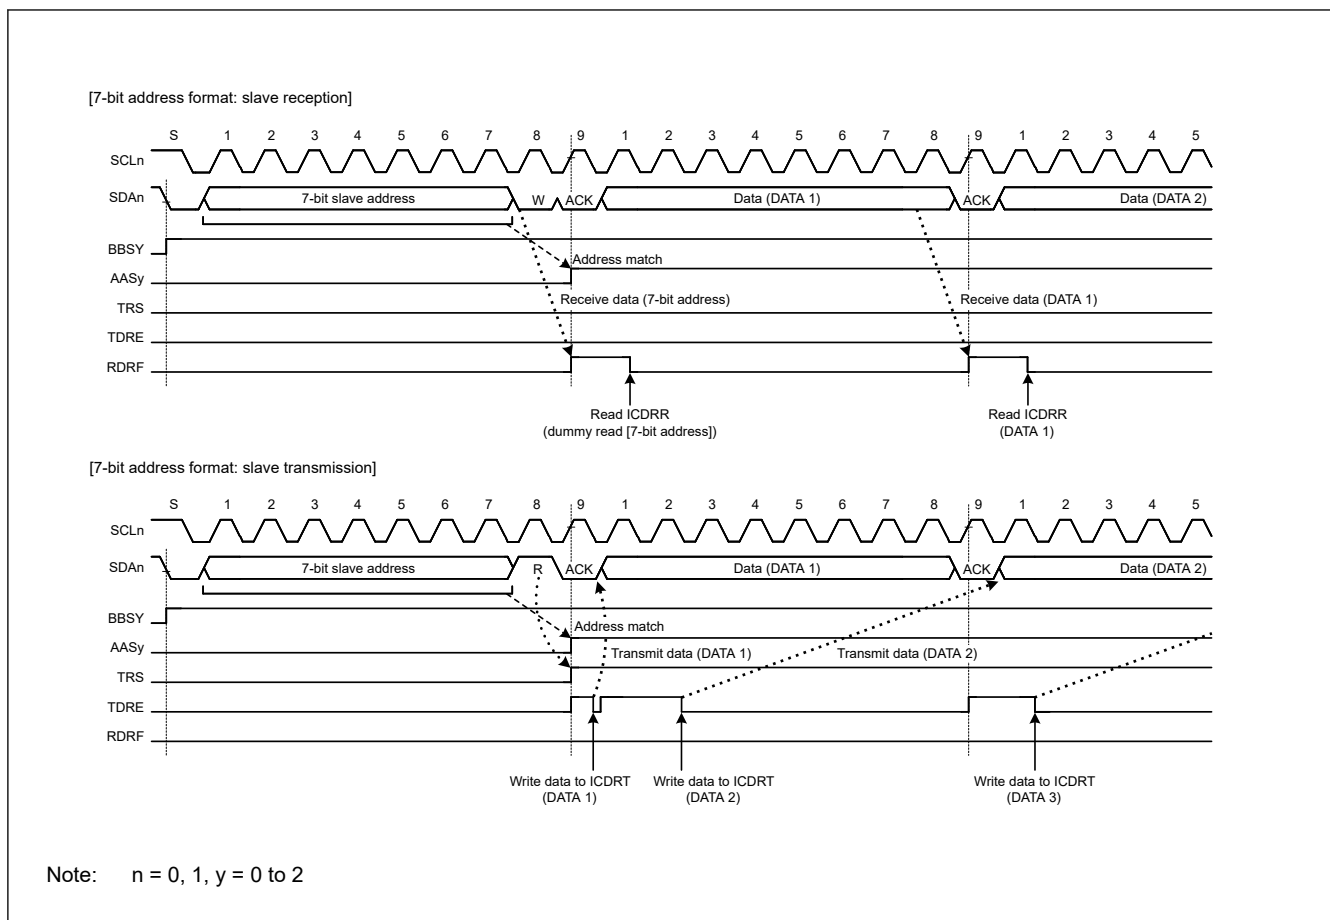 [7-bit address format: slave reception]
S 1 2 3 4 5 6 7 8 9 1 2 3 4 5 6 7 8 9 1 2 3 4 5
SCLn
SDAn 7-bit slave address W ACK Data (DATA 1) ACK Data (DATA 2)
BBSY
Address match
AASy
TRS Receive data (7-bit address) Receive data (DATA 1)
TDRE
RDRF
Read ICDRR Read ICDRR
(dummy read [7-bit address]) (DATA 1)
[7-bit address format: slave transmission]
S 1 2 3 4 5 6 7 8 9 1 2 3 4 5 6 7 8 9 1 2 3 4 5
SCLn
SDAn 7-bit slave address R ACK Data (DATA 1) ACK Data (DATA 2)
BBSY
Address match
AASy
Transmit data (DATA 1) Transmit data (DATA 2)
TRS
TDRE
RDRF
Write data to ICDRT Write data to ICDRT Write data to ICDRT
(DATA 1) (DATA 2) (DATA 3)
Note: n = 0, 1, y = 0 to 2